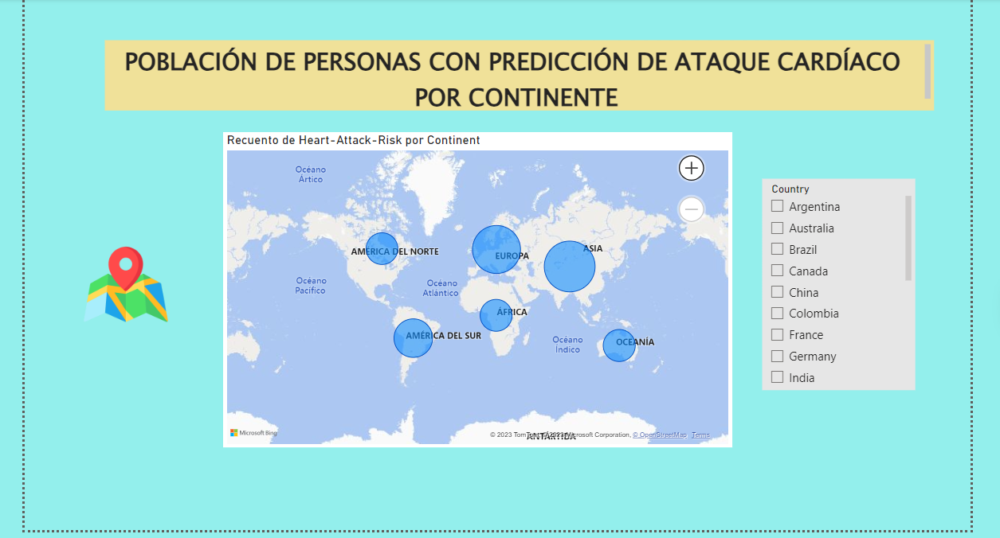 POBLACIÓN DE PERSONAS CON PREDICCIÓN DE ATAQUE CARDÍACO
POR CONTINENTE
Recuento de Heart-Attack-Risk por Continent
Océano
Ártico
AMÉRICA DEL NORTE
EUROPA
ASIA
Océano
Pacífico
Océano
Atlántico
ÁFRICA
AMÉRICA DEL SUR
Océano
Índico
OCEANÍA
ANTÁRTIDA
Microsoft Bing
© 2023 TomTom, © 2023 Microsoft Corporation, © OpenStreetMap Terms
Country
Argentina
Australia
Brazil
Canada
China
Colombia
France
Germany
India